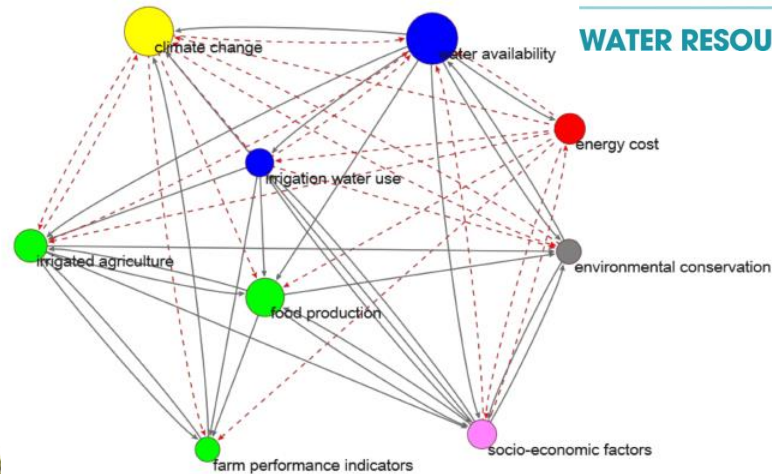 WATER RESOU
climate change
water availability
energy cost
irrigation water use
irrigated agriculture
environmental conservation
food production
socio-economic factors
farm performance indicators